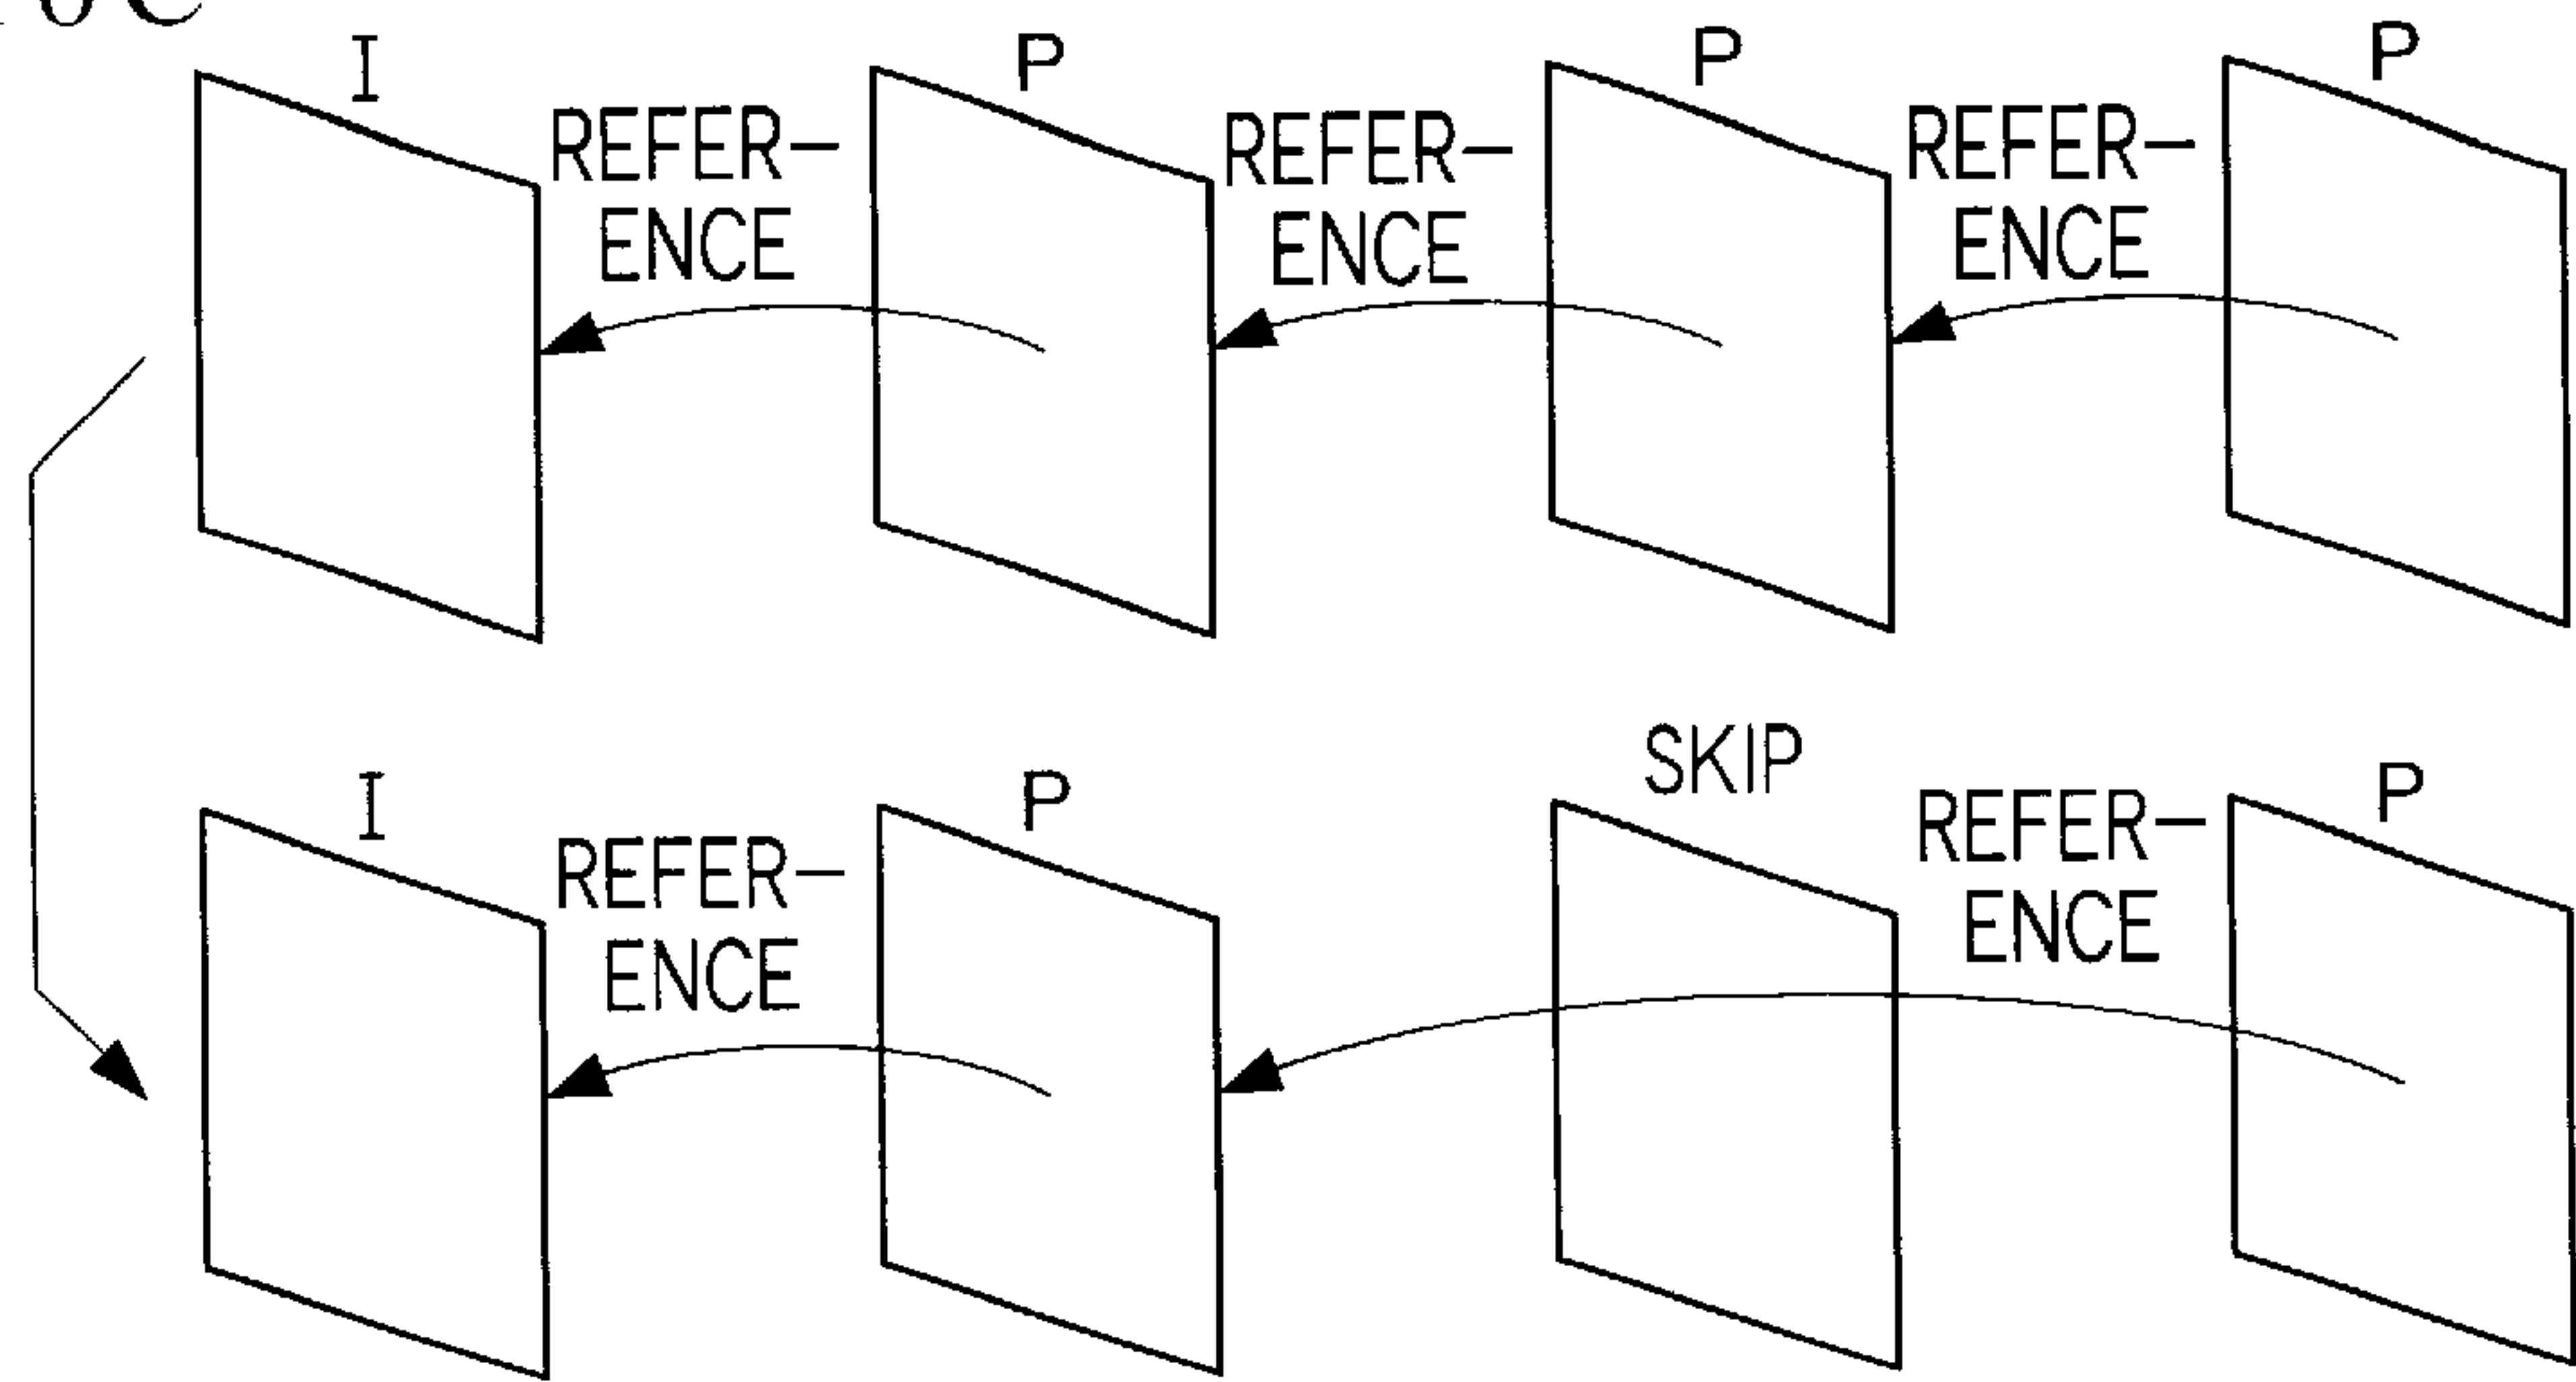 I P P P
REFER- REFER- REFER-
ENCE ENCE ENCE
SKIP
I P P
REFER- REFER-
ENCE ENCE